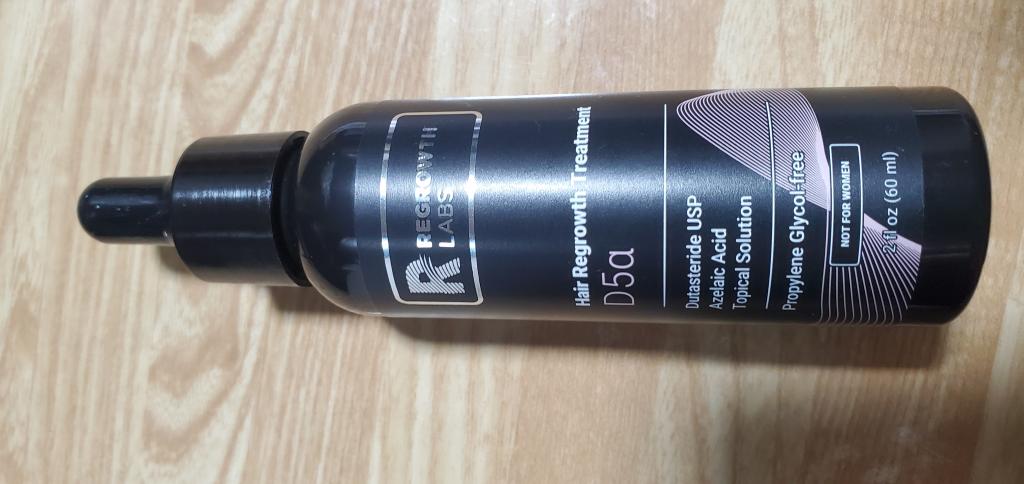 R
REGROWTH
LABS
Hair Regrowth Treatment
D5a
Dutasteride USP
Azelaic Acid
Topical Solution
Propylene Glycol-free
NOT FOR WOMEN
2 fl oz (60 ml)